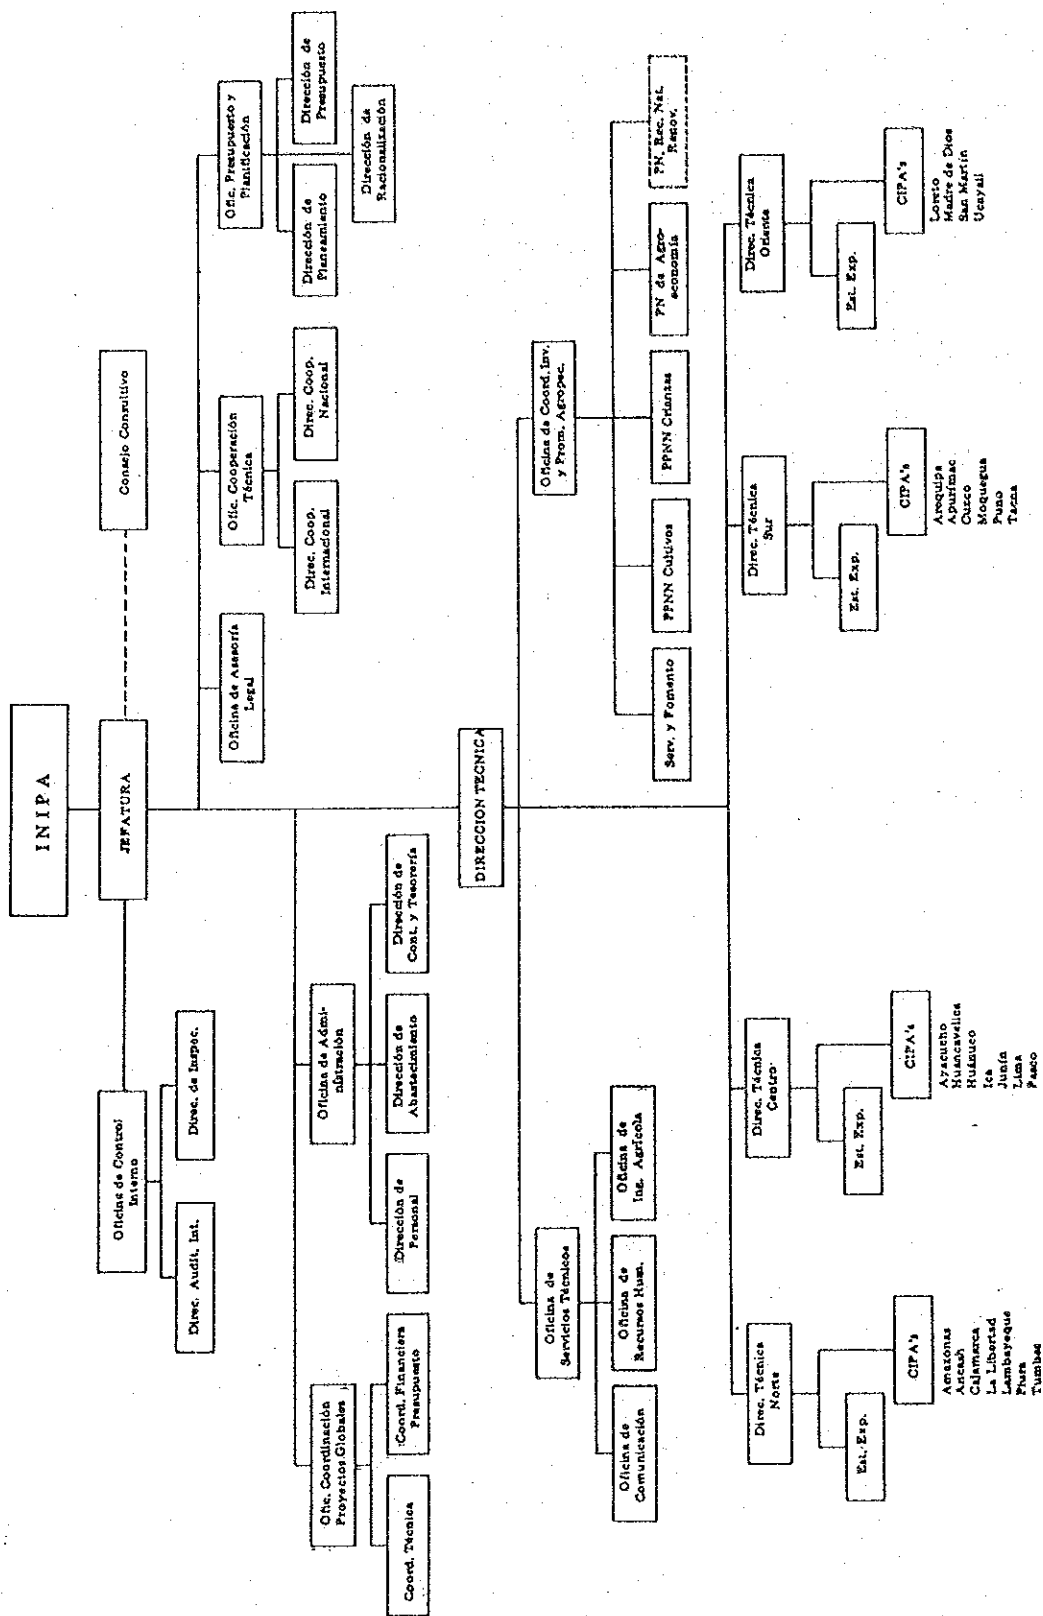 INIPA
JEFATURA
Consejo Consultivo
Oficina de Control
Interno
Direc. Audit. Int.
Direc. de Inspec.
Oficina de Asesoría
Legal
Ofic. Cooperación
Técnica
Direc. Coop.
Internacional
Direc. Coop.
Nacional
Ofic. Presupuesto y
Planificación
Dirección de
Planeamiento
Dirección de
Presupuesto
Dirección de
Racionalización
Ofic. Coordinación
Proyectos Globales
Coord. Técnica
Coord. Financiera
Presupuesto
Oficina de Admi-
nistración
Dirección de
Personal
Dirección de
Abastecimiento
Dirección de
Cont. y Tesorería
DIRECCION TECNICA
Oficina de
Servicios Técnicos
Oficina de
Comunicación
Oficina de
Recursos Hum.
Oficina de
Ing. Agrícola
Oficina de Coord. Inv.
y Prom. Agropec.
Serv. y Fomento
PPNN Cultivos
PPNN Crianzas
PN de Agro-
economía
PN. Rec. Nat.
Renov.
Direc. Técnica
Norte
Est. Exp.
CIPA's
Amazonas
Ancash
Cajamarca
La Libertad
Lambayeque
Piura
Tumbes
Direc. Técnica
Centro
Est. Exp.
CIPA's
Ayacucho
Huancavelica
Huánuco
Ica
Junín
Lima
Pasco
Direc. Técnica
Sur
Est. Exp.
CIPA's
Arequipa
Apurímac
Cuzco
Moquegua
Puno
Tacna
Direc. Técnica
Oriente
Est. Exp.
CIPA's
Loreto
Madre de Dios
San Martín
Ucayali